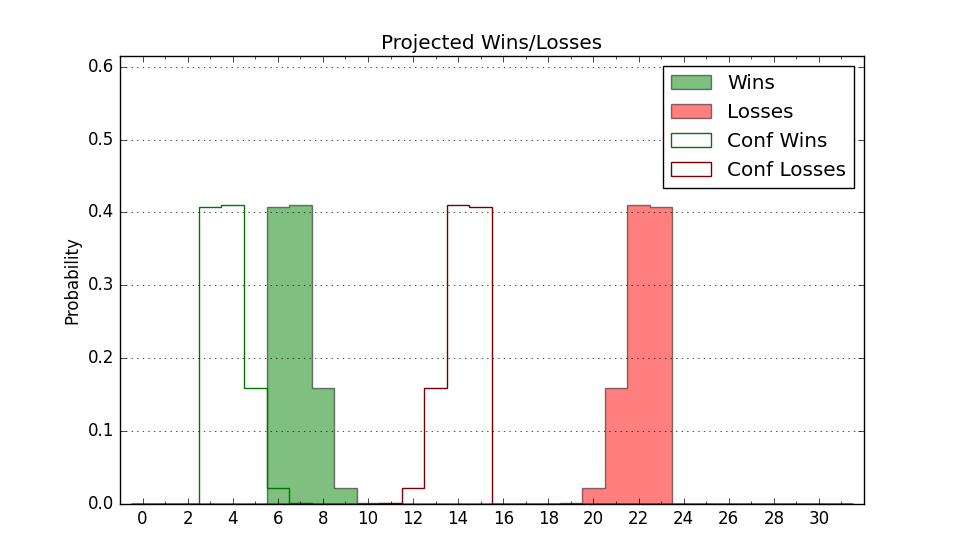 Projected Wins/Losses
Wins
Losses
Conf Wins
Conf Losses
Probability
0.6
0.5
0.4
0.3
0.2
0.1
0.0
0 2 4 6 8 10 12 14 16 18 20 22 24 26 28 30